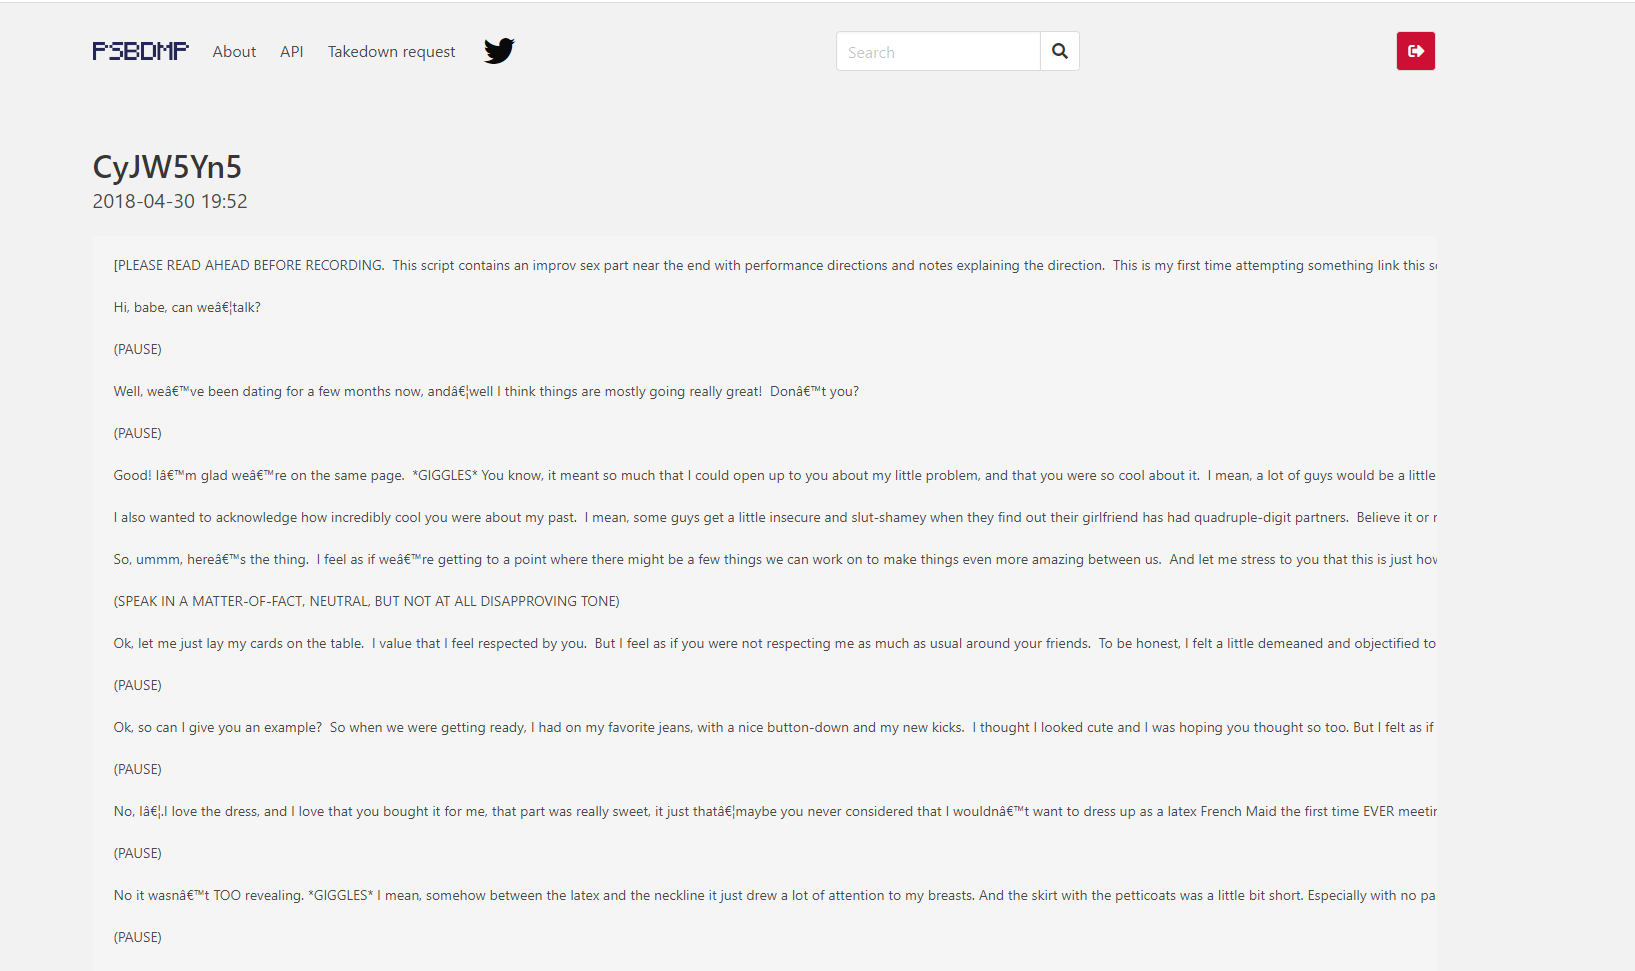 PSBDMP About API Takedown request Search
CyJW5Yn5
2018-04-30 19:52
[PLEASE READ AHEAD BEFORE RECORDING.  This script contains an improv sex part near the end with performance directions and notes explaining the direction.  This is my first time attempting something link this
Hi, babe, can weâ€¦talk?
(PAUSE)
Well, weâ€™ve been dating for a few months now, andâ€¦well I think things are mostly going really great!  Donâ€™t you?
(PAUSE)
Good! Iâ€™m glad weâ€™re on the same page.  *GIGGLES* You know, it meant so much that I could open up to you about my little problem, and that you were so cool about it.  I mean, a lot of guys would be a little
I also wanted to acknowledge how incredibly cool you were about my past.  I mean, some guys get a little insecure and slut-shamey when they find out their girlfriend has had quadruple-digit partners.  Believe it or
So, ummm, hereâ€™s the thing.  I feel as if weâ€™re getting to a point where there might be a few things we can work on to make things even more amazing between us.  And let me stress to you that this is just how
(SPEAK IN A MATTER-OF-FACT, NEUTRAL, BUT NOT AT ALL DISAPPROVING TONE)
Ok, let me just lay my cards on the table.  I value that I feel respected by you.  But I feel as if you were not respecting me as much as usual around your friends.  To be honest, I felt a little demeaned and objectified to
(PAUSE)
Ok, so can I give you an example?  So when we were getting ready, I had on my favorite jeans, with a nice button-down and my new kicks.  I thought I looked cute and I was hoping you thought so too. But I felt as if
(PAUSE)
No, Iâ€¦.I love the dress, and I love that you bought it for me, that part was really sweet, it just thatâ€¦maybe you never considered that I wouldnâ€™t want to dress up as a latex French Maid the first time EVER
(PAUSE)
No it wasnâ€™t TOO revealing. *GIGGLES* I mean, somehow between the latex and the neckline it just drew a lot of attention to my breasts. And the skirt with the petticoats was a little bit short. Especially with no
(PAUSE)